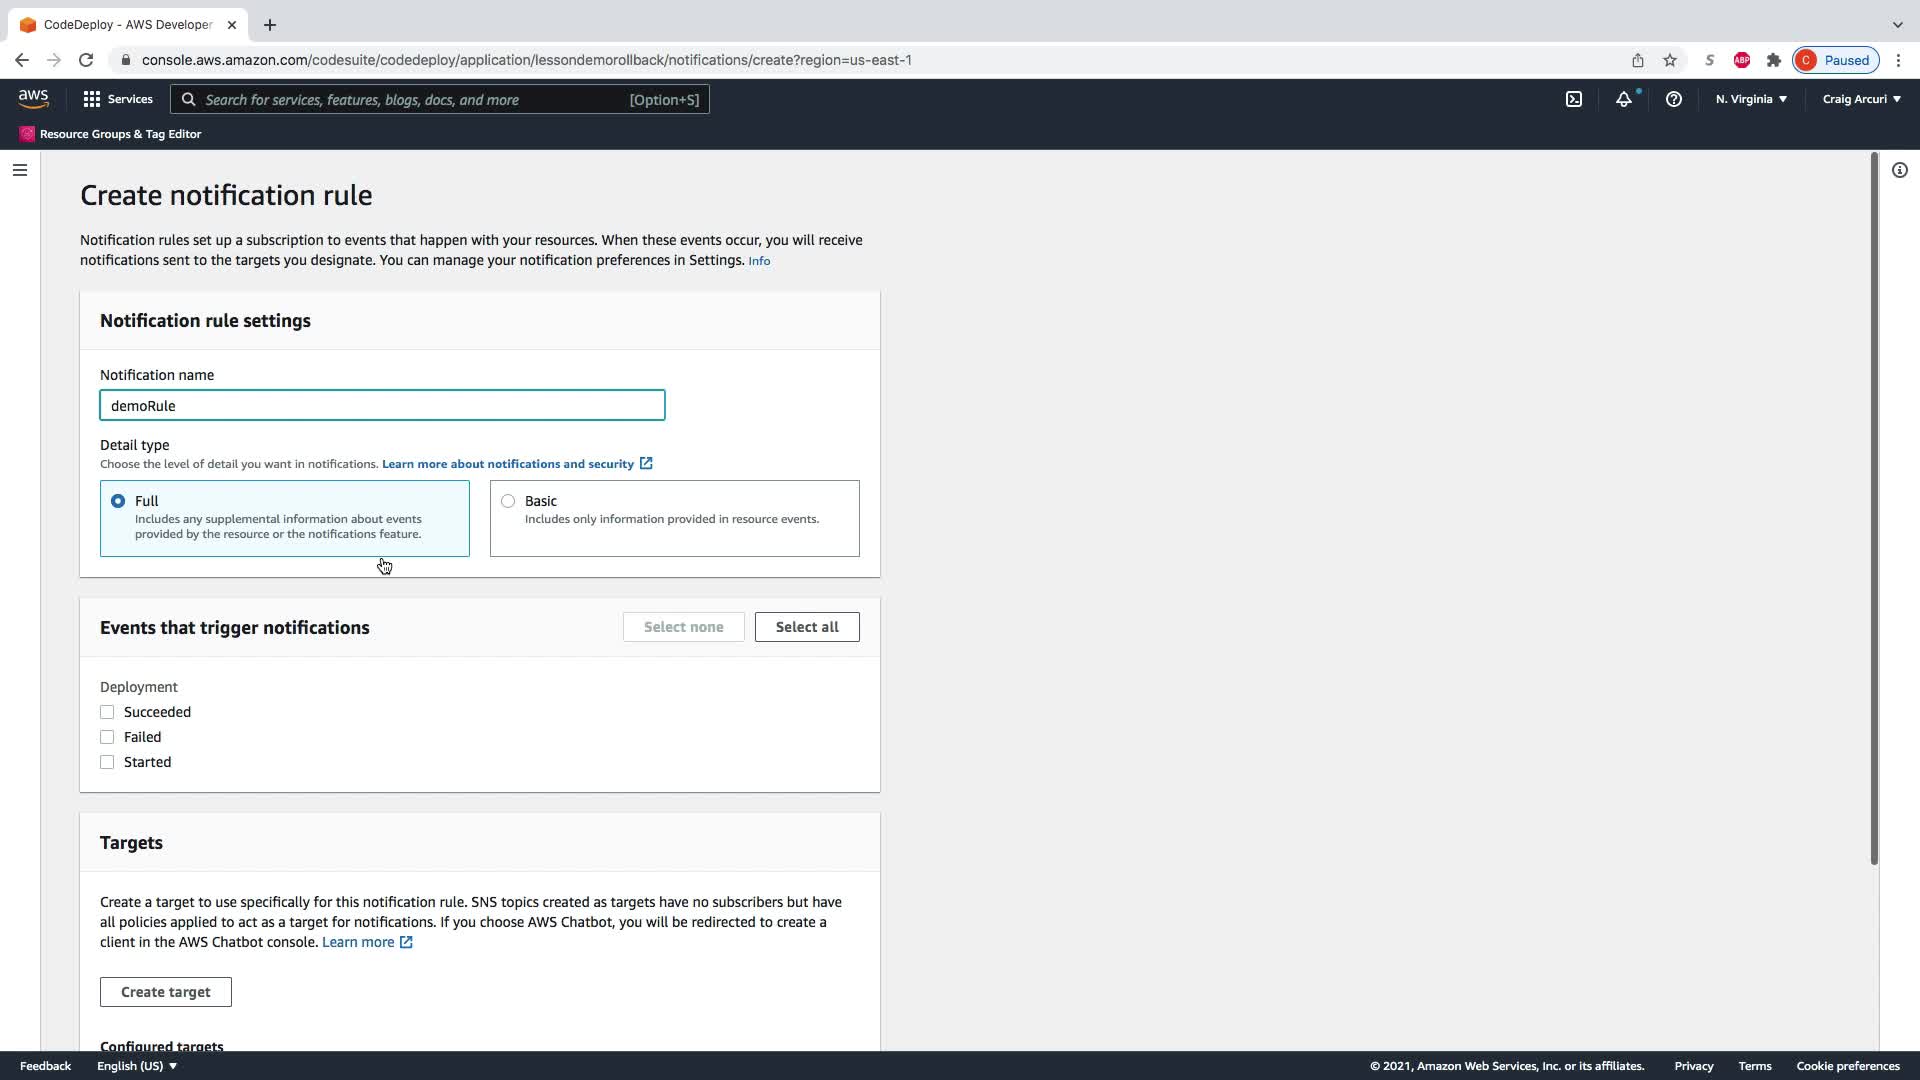 CodeDeploy - AWS Developer
console.aws.amazon.com/codesuite/codedeploy/application/lessondemorollback/notifications/create?region=us-east-1
S
ABP
C
Paused
aws
Services
Search for services, features, blogs, docs, and more
[Option+S]
N. Virginia
Craig Arcuri
Resource Groups & Tag Editor
Create notification rule
Notification rules set up a subscription to events that happen with your resources. When these events occur, you will receive
notifications sent to the targets you designate. You can manage your notification preferences in Settings. Info
Notification rule settings
Notification name
demoRule
Detail type
Choose the level of detail you want in notifications. Learn more about notifications and security
Full
Includes any supplemental information about events
provided by the resource or the notifications feature.
Basic
Includes only information provided in resource events.
Events that trigger notifications
Select none
Select all
Deployment
Succeeded
Failed
Started
Targets
Create a target to use specifically for this notification rule. SNS topics created as targets have no subscribers but have
all policies applied to act as a target for notifications. If you choose AWS Chatbot, you will be redirected to create a
client in the AWS Chatbot console. Learn more
Create target
Configured targets
Feedback
English (US)
© 2021, Amazon Web Services, Inc. or its affiliates.
Privacy
Terms
Cookie preferences